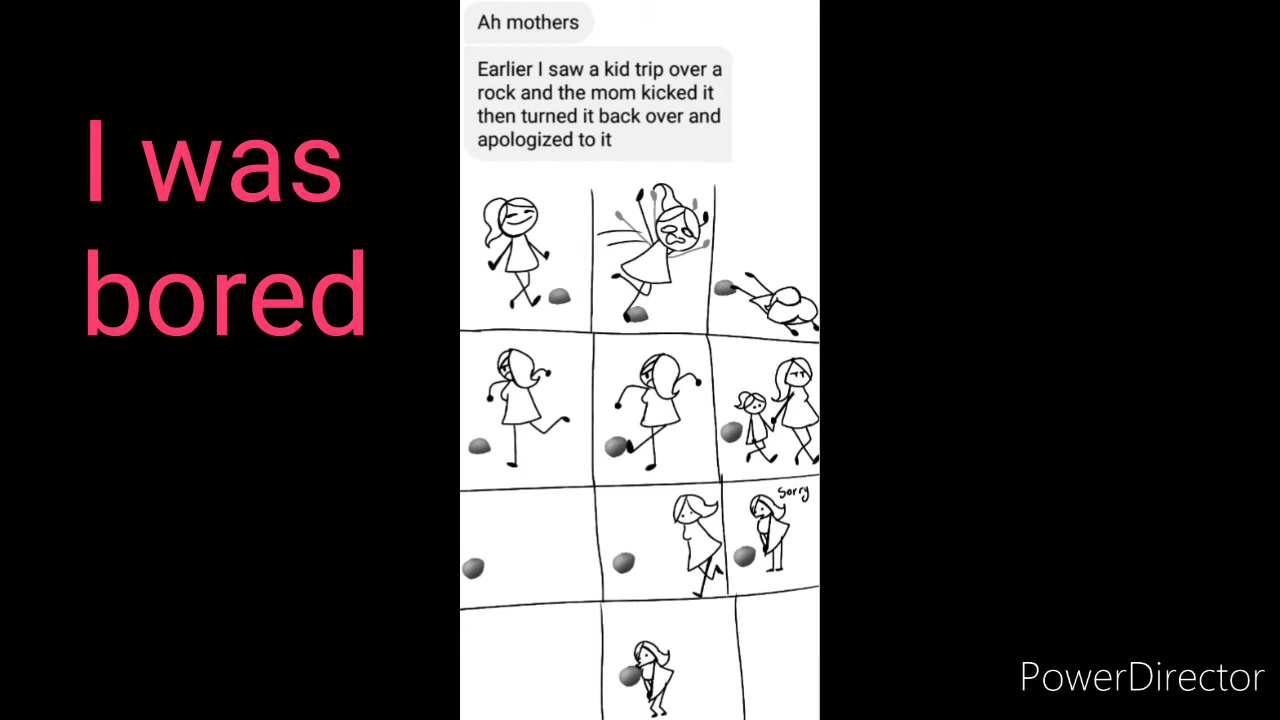 I was
bored
Ah mothers
Earlier I saw a kid trip over a
rock and the mom kicked it
then turned it back over and
apologized to it
Sorry
PowerDirector